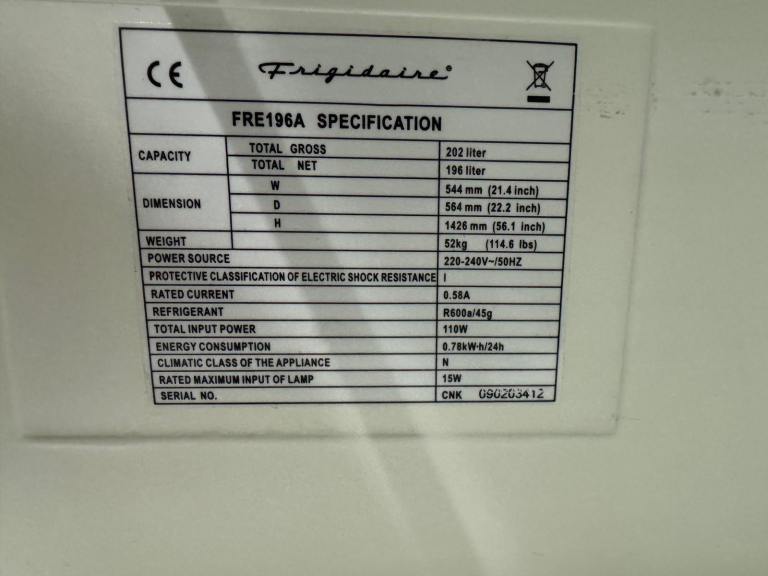 CE Frigidaire
FRE196A SPECIFICATION
CAPACITY TOTAL GROSS 202 liter
TOTAL NET 196 liter
DIMENSION W 544 mm (21.4 inch)
D 564 mm (22.2 inch)
H 1426 mm (56.1 inch)
WEIGHT 52kg (114.6 lbs)
POWER SOURCE 220-240V~/50HZ
PROTECTIVE CLASSIFICATION OF ELECTRIC SHOCK RESISTANCE I
RATED CURRENT 0.58A
REFRIGERANT R600a/45g
TOTAL INPUT POWER 110W
ENERGY CONSUMPTION 0.78kW·h/24h
CLIMATIC CLASS OF THE APPLIANCE N
RATED MAXIMUM INPUT OF LAMP 15W
SERIAL NO. CNK 090203412